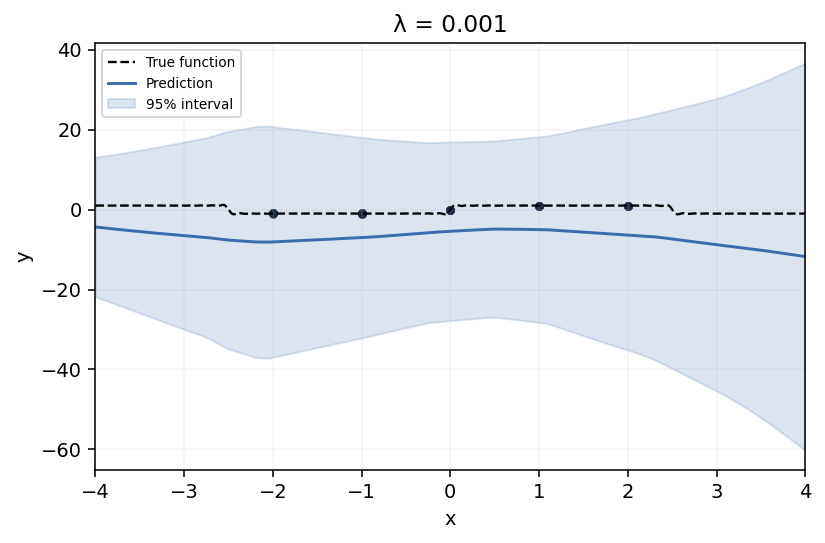 λ = 0.001
True function
Prediction
95% interval
y
40
20
0
−20
−40
−60
−4 −3 −2 −1 0 1 2 3 4
x